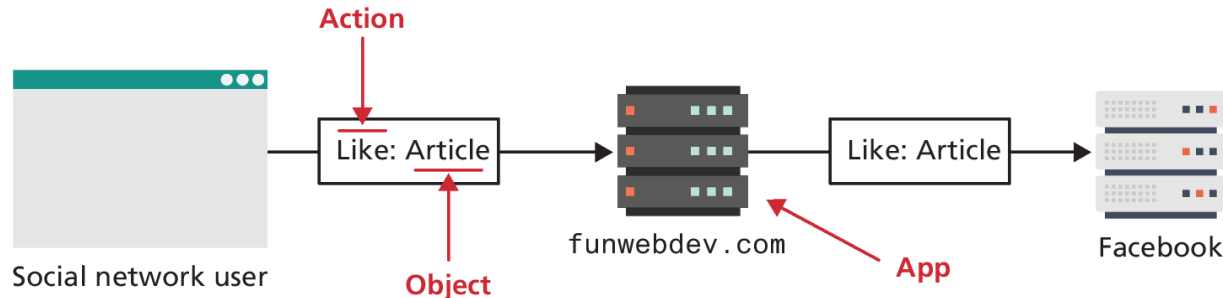 Action
Like: Article
Like: Article
funwebdev.com
Facebook
Social network user
Object
App